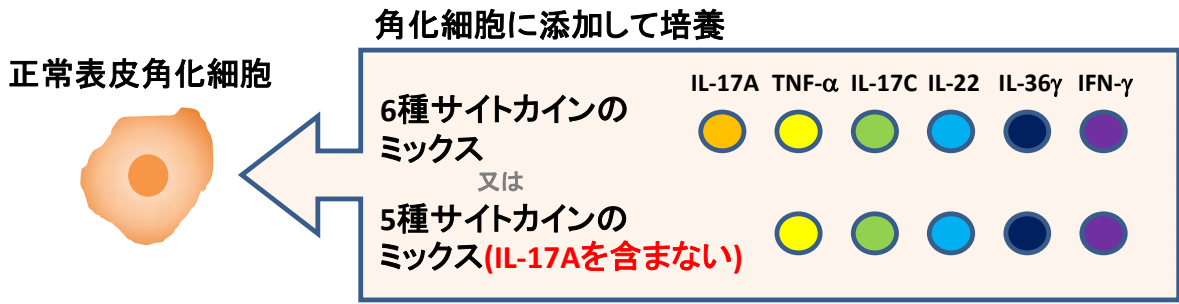 角化細胞に添加して培養
正常表皮角化細胞
IL-17A TNF-α IL-17C IL-22 IL-36γ IFN-γ
6種サイトカインの
ミックス
又は
5種サイトカインの
ミックス(IL-17Aを含まない)